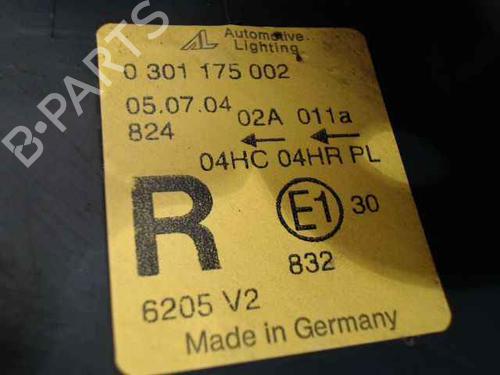 AL Automotive
Lighting
0 301 175 002
05.07.04 02A 011a
824
04HC 04HR PL
R E1 30
832
6205 V2
Made in Germany
B-PARTS